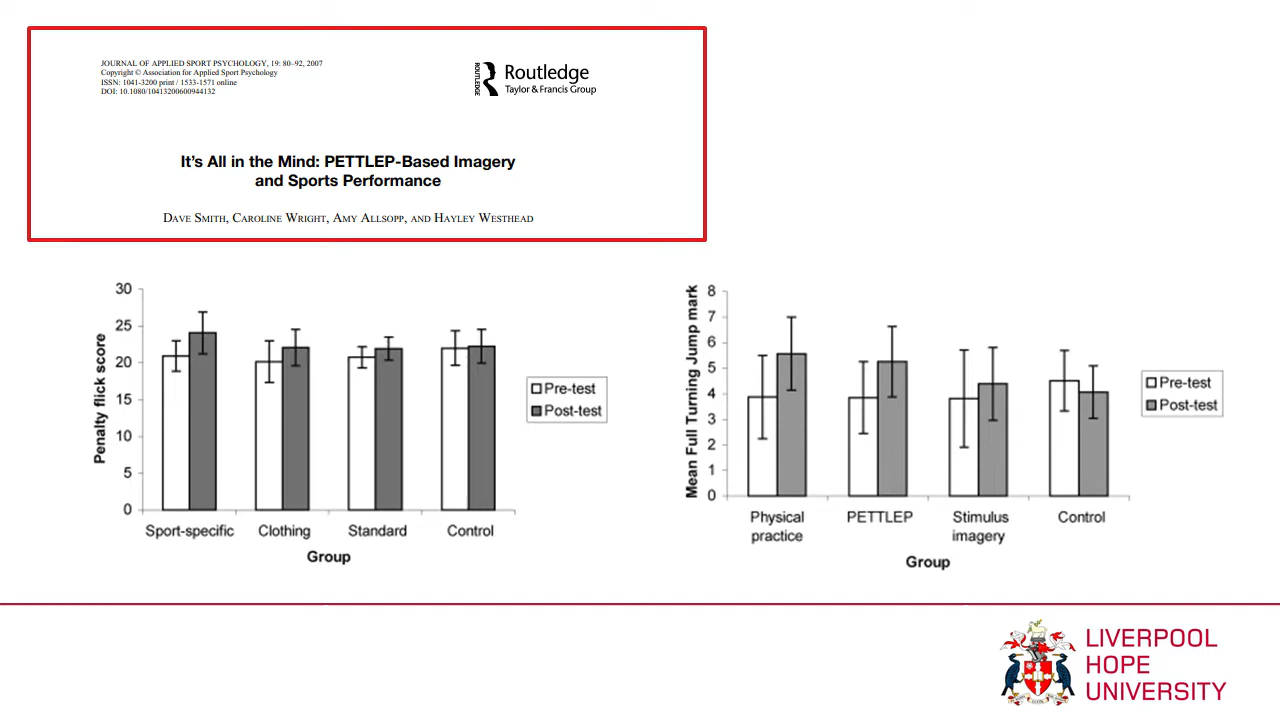 JOURNAL OF APPLIED SPORT PSYCHOLOGY, 19: 80–92, 2007
Copyright © Association for Applied Sport Psychology
ISSN: 1041-3200 print / 1533-1571 online
DOI: 10.1080/10413200600944132
ROUTLEDGE
Routledge
Taylor & Francis Group
It's All in the Mind: PETTLEP-Based Imagery
and Sports Performance
DAVE SMITH, CAROLINE WRIGHT, AMY ALLSOPP, AND HAYLEY WESTHEAD
Penalty flick score
30
25
20
15
10
5
0
Sport-specific Clothing Standard Control
Group
Pre-test
Post-test
Mean Full Turning Jump mark
8
7
6
5
4
3
2
1
0
Physical PETTLEP Stimulus Control
practice imagery
Group
Pre-test
Post-test
LIVERPOOL
HOPE
UNIVERSITY